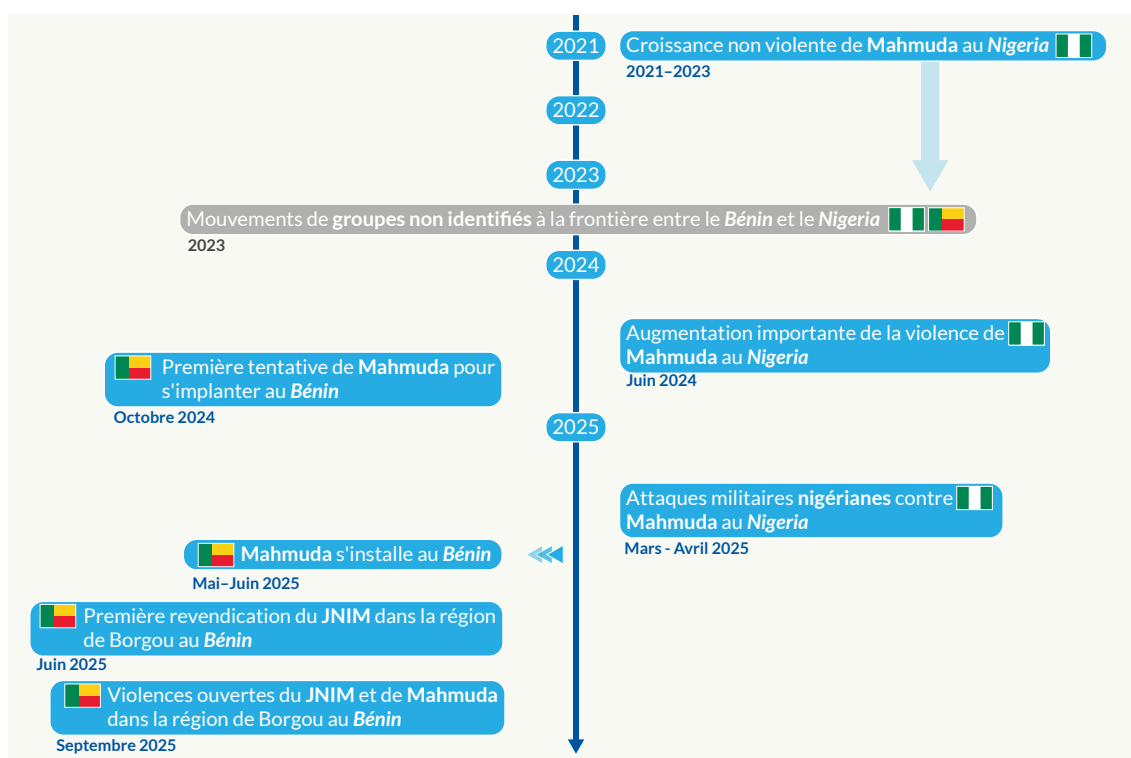 2021
Croissance non violente de Mahmuda au Nigeria
2021–2023
2022
2023
Mouvements de groupes non identifiés à la frontière entre le Bénin et le Nigeria
2023
2024
Augmentation importante de la violence de
Mahmuda au Nigeria
Juin 2024
Première tentative de Mahmuda pour
s'implanter au Bénin
Octobre 2024
2025
Attaques militaires nigérianes contre
Mahmuda au Nigeria
Mars - Avril 2025
Mahmuda s'installe au Bénin
Mai–Juin 2025
Première revendication du JNIM dans la région
de Borgou au Bénin
Juin 2025
Violences ouvertes du JNIM et de Mahmuda
dans la région de Borgou au Bénin
Septembre 2025